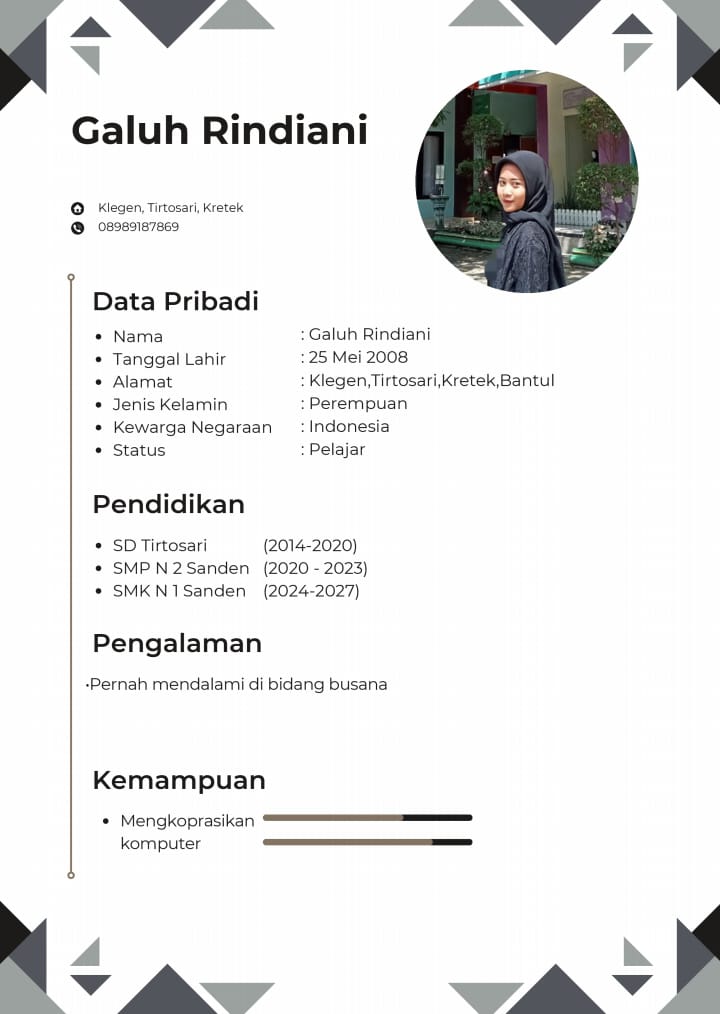 Galuh Rindiani
Klegen, Tirtosari, Kretek
08989187869
Data Pribadi
• Nama : Galuh Rindiani
• Tanggal Lahir : 25 Mei 2008
• Alamat : Klegen,Tirtosari,Kretek,Bantul
• Jenis Kelamin : Perempuan
• Kewarga Negaraan : Indonesia
• Status : Pelajar
Pendidikan
• SD Tirtosari (2014-2020)
• SMP N 2 Sanden (2020 - 2023)
• SMK N 1 Sanden (2024-2027)
Pengalaman
•Pernah mendalami di bidang busana
Kemampuan
• Mengkoprasikan
komputer